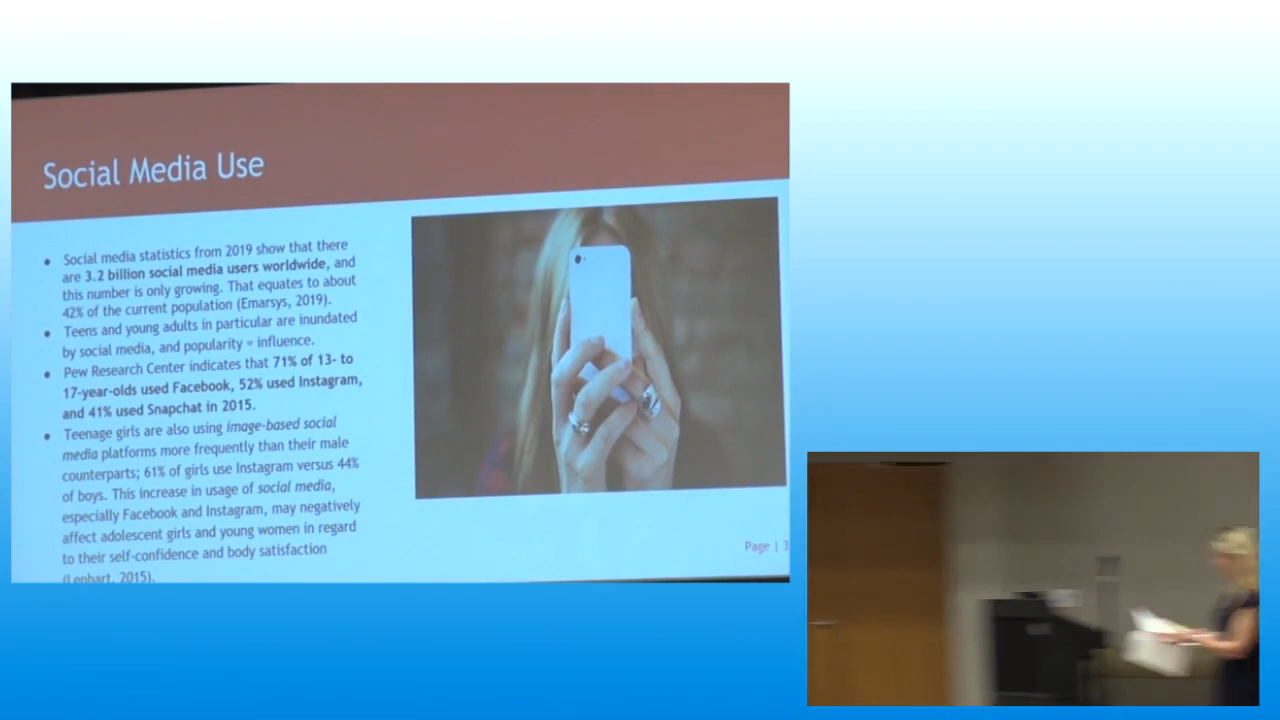 Social Media Use
• Social media statistics from 2019 show that there
are 3.2 billion social media users worldwide, and
this number is only growing. That equates to about
42% of the current population (Emarsys, 2019).
• Teens and young adults in particular are inundated
by social media, and popularity = influence.
• Pew Research Center indicates that 71% of 13- to
17-year-olds used Facebook, 52% used Instagram,
and 41% used Snapchat in 2015.
• Teenage girls are also using image-based social
media platforms more frequently than their male
counterparts; 61% of girls use Instagram versus 44%
of boys. This increase in usage of social media,
especially Facebook and Instagram, may negatively
affect adolescent girls and young women in regard
to their self-confidence and body satisfaction
(Lenhart, 2015).
Page | 3